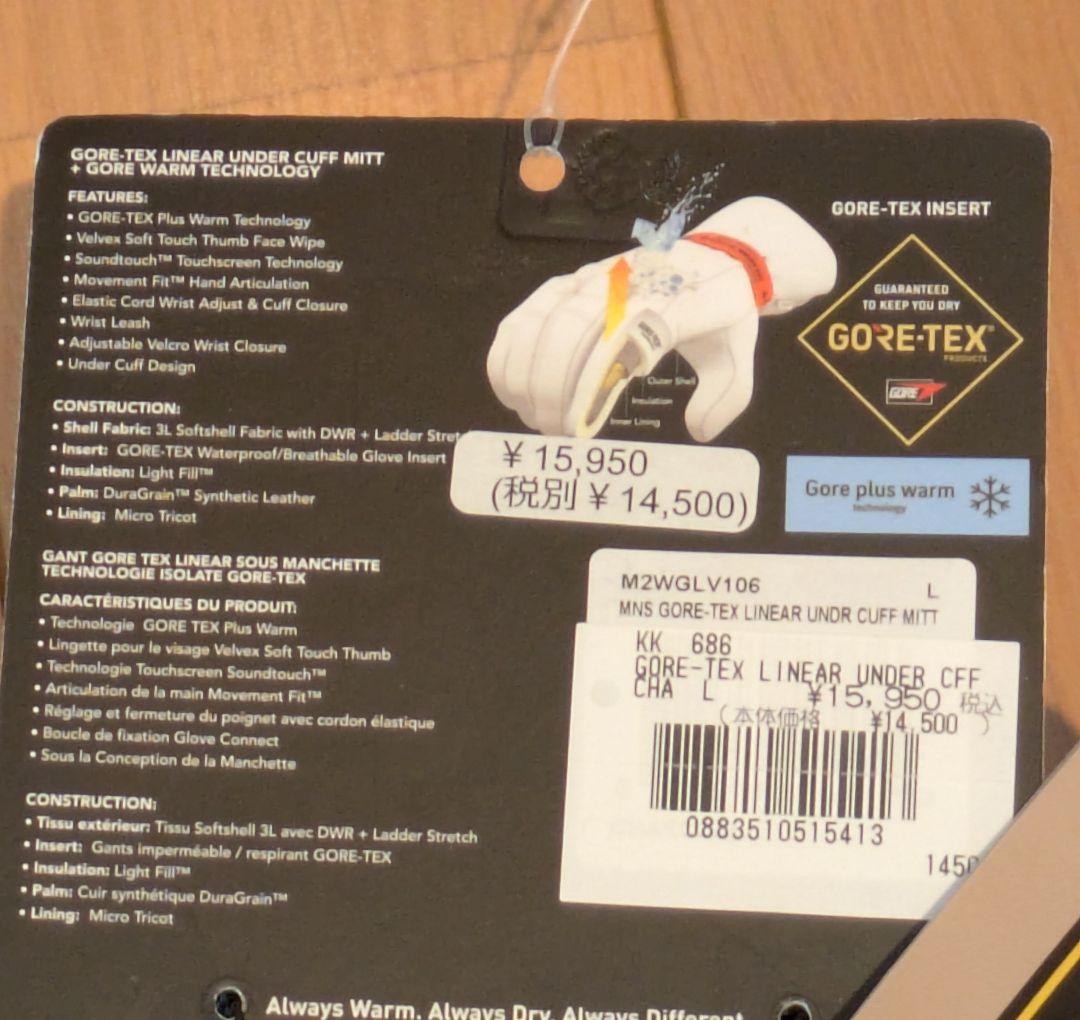 GORE-TEX LINEAR UNDER CUFF MITT
+ GORE WARM TECHNOLOGY
FEATURES:
• GORE-TEX Plus Warm Technology
• Velvex Soft Touch Thumb Face Wipe
• Soundtouch™ Touchscreen Technology
• Movement Fit™ Hand Articulation
• Elastic Cord Wrist Adjust & Cuff Closure
• Wrist Leash
• Adjustable Velcro Wrist Closure
• Under Cuff Design
CONSTRUCTION:
• Shell Fabric: 3L Softshell Fabric with DWR + Ladder Stret
• Insert: GORE-TEX Waterproof/Breathable Glove Insert
• Insulation: Light Fill™
• Palm: DuraGrain™ Synthetic Leather
• Lining: Micro Tricot
GANT GORE TEX LINEAR SOUS MANCHETTE
TECHNOLOGIE ISOLATE GORE-TEX
CARACTÉRISTIQUES DU PRODUIT:
• Technologie GORE TEX Plus Warm
• Lingette pour le visage Velvex Soft Touch Thumb
• Technologie Touchscreen Soundtouch™
• Articulation de la main Movement Fit™
• Réglage et fermeture du poignet avec cordon élastique
• Boucle de fixation Glove Connect
• Sous la Conception de la Manchette
CONSTRUCTION:
• Tissu extérieur: Tissu Softshell 3L avec DWR + Ladder Stretch
• Insert: Gants imperméable / respirant GORE-TEX
• Insulation: Light Fill™
• Palm: Cuir synthétique DuraGrain™
• Lining: Micro Tricot
Outer Shell
Insulation
Inner Lining
GORE-TEX INSERT
GUARANTEED
TO KEEP YOU DRY
GORE-TEX™
PRODUCTS
GORE
¥ 15,950
(税別 ¥ 14,500)
Gore plus warm
technology
M2WGLV106 L
MNS GORE-TEX LINEAR UNDR CUFF MITT
KK 686
GORE-TEX LINEAR UNDER CFF
CHA L ¥15,950 税込
(本体価格 ¥14,500 )
0883510515413
1450
Always Warm. Always Dry. Always Different